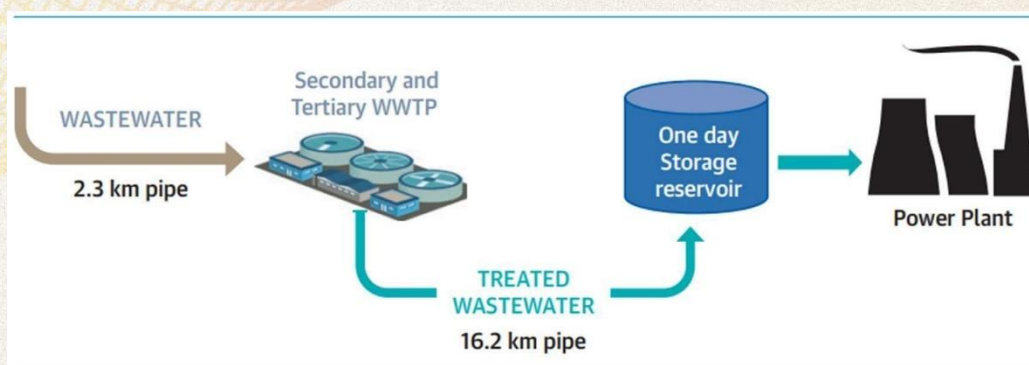 WASTEWATER
2.3 km pipe
Secondary and
Tertiary WWTP
TREATED
WASTEWATER
16.2 km pipe
One day
Storage
reservoir
Power Plant